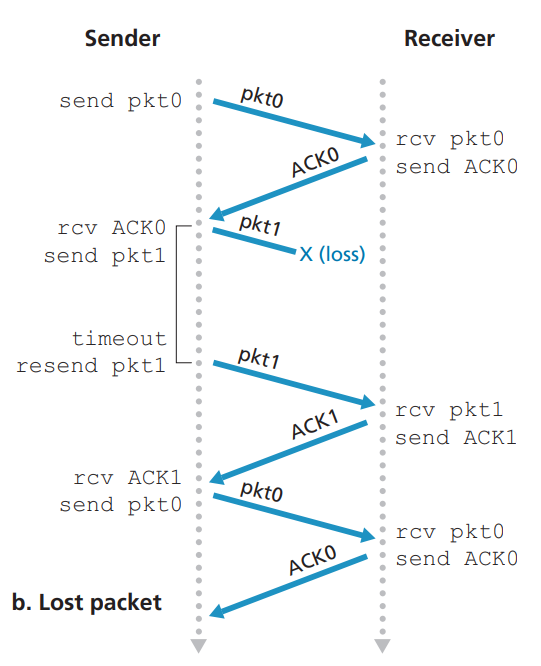 Sender
Receiver
send pkt0
pkt0
rcv pkt0
send ACK0
ACK0
rcv ACK0
send pkt1
pkt1
X (loss)
timeout
resend pkt1
pkt1
rcv pkt1
send ACK1
ACK1
rcv ACK1
send pkt0
pkt0
rcv pkt0
send ACK0
ACK0
b. Lost packet